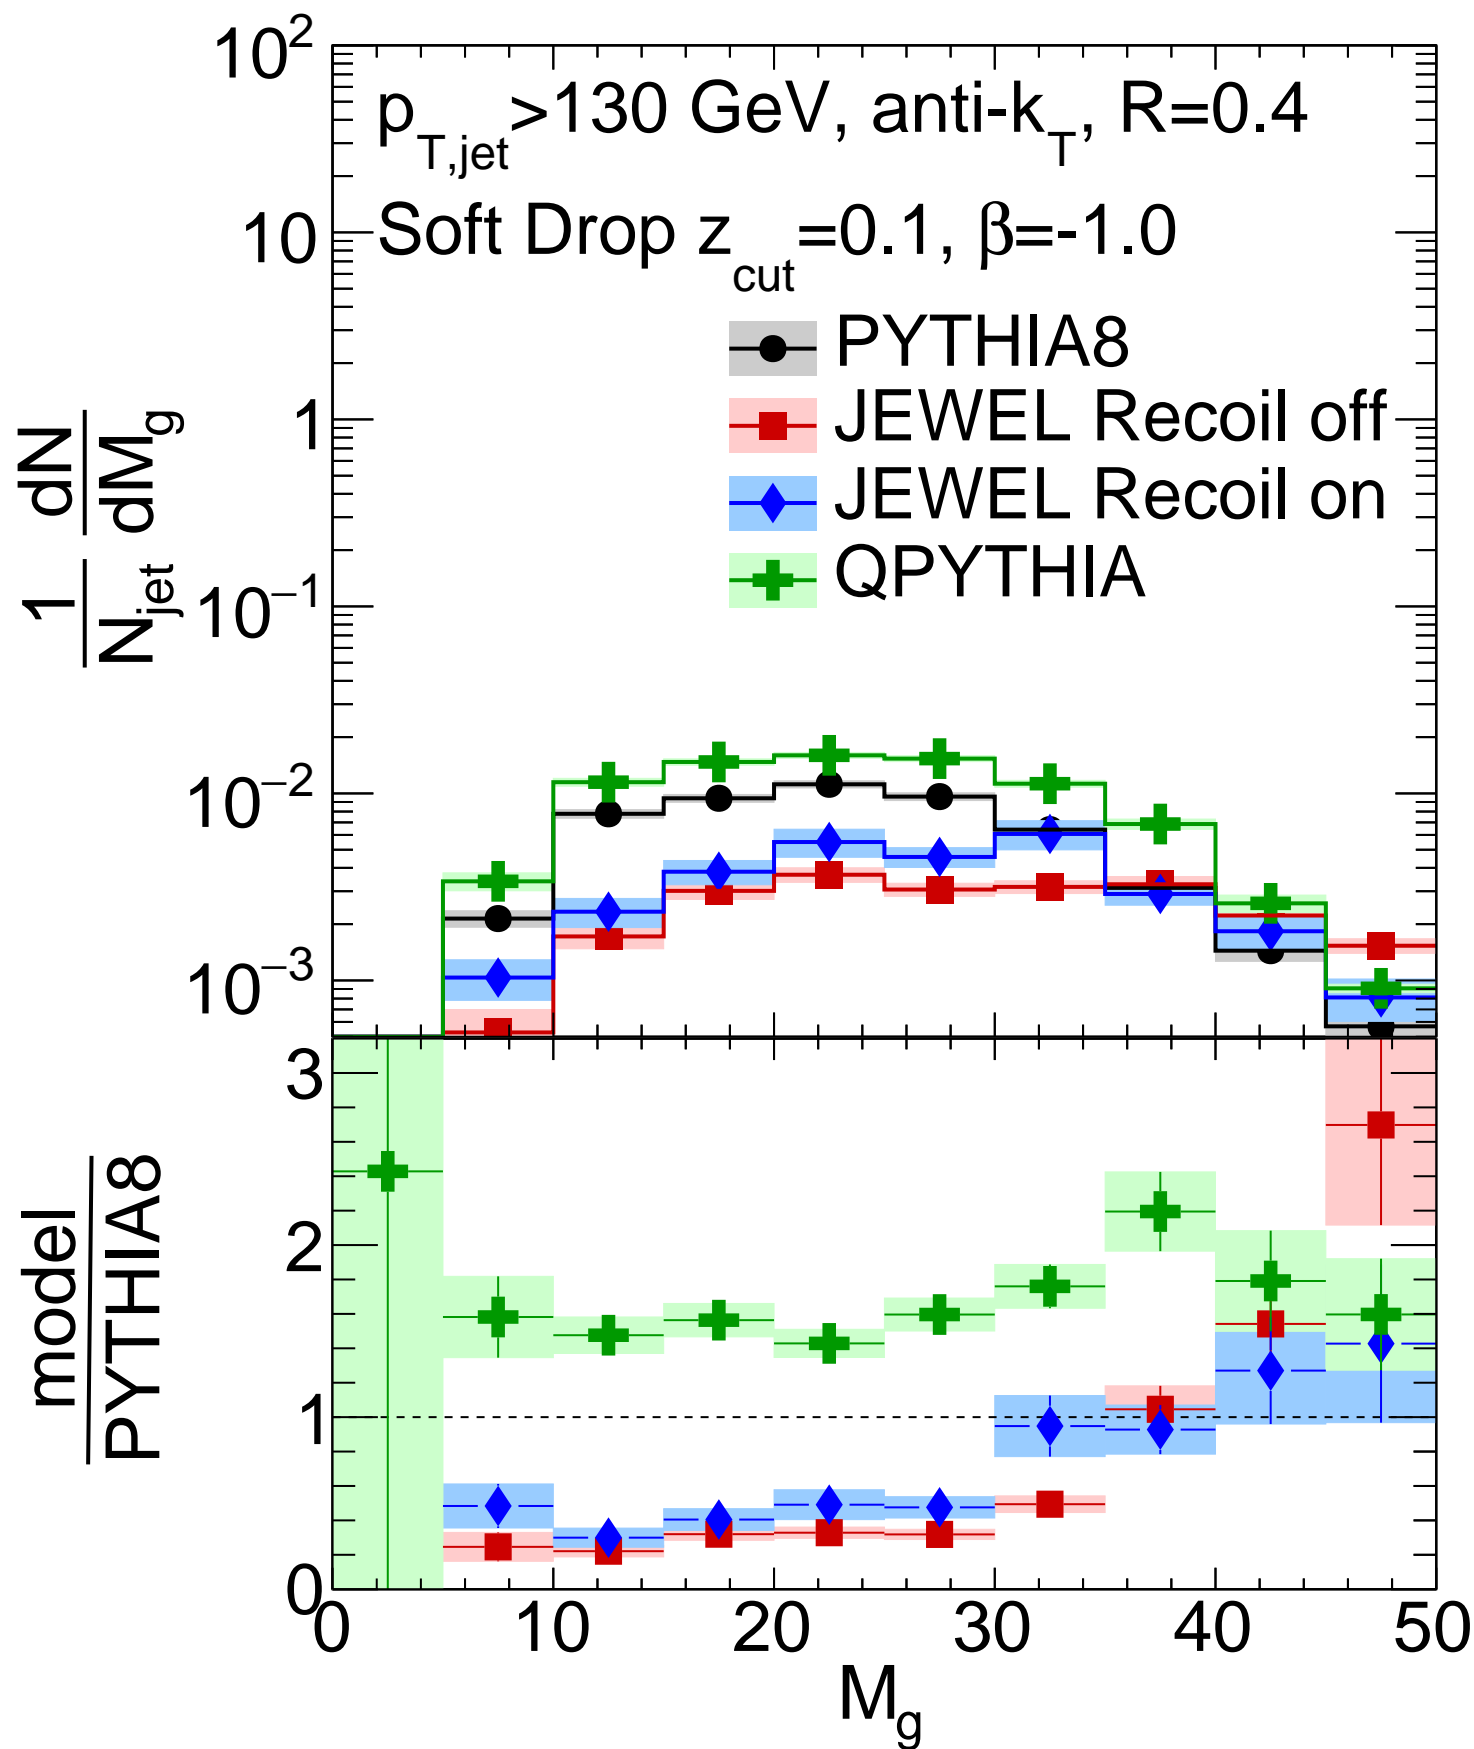 10²
p_T,jet >130 GeV, anti-k_T, R=0.4
10
Soft Drop z_cut=0.1, β=-1.0
PYTHIA8
1
JEWEL Recoil off
JEWEL Recoil on
10⁻¹
QPYTHIA
1 dN
N_jet dM_g
10⁻²
10⁻³
3
2
1
0
model
PYTHIA8
0 10 20 30 40 50
M_g